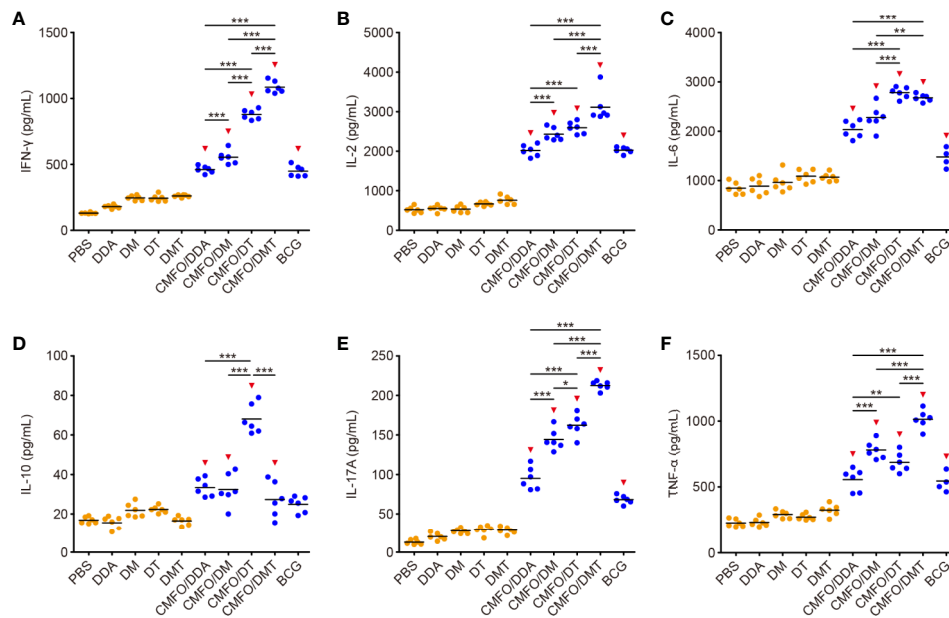 A
IFN-γ (pg/mL)
1500
1000
500
0
***
***
***
***
***
***
PBS
DDA
DM
DT
DMT
CMFO/DDA
CMFO/DM
CMFO/DT
CMFO/DMT
BCG
B
IL-2 (pg/mL)
5000
4000
3000
2000
1000
0
***
***
***
***
***
PBS
DDA
DM
DT
DMT
CMFO/DDA
CMFO/DM
CMFO/DT
CMFO/DMT
BCG
C
IL-6 (pg/mL)
4000
3000
2000
1000
0
***
**
***
***
PBS
DDA
DM
DT
DMT
CMFO/DDA
CMFO/DM
CMFO/DT
CMFO/DMT
BCG
D
IL-10 (pg/mL)
100
80
60
40
20
0
***
*** ***
PBS
DDA
DM
DT
DMT
CMFO/DDA
CMFO/DM
CMFO/DT
CMFO/DMT
BCG
E
IL-17A (pg/mL)
250
200
150
100
50
0
***
***
***
***
*** *
PBS
DDA
DM
DT
DMT
CMFO/DDA
CMFO/DM
CMFO/DT
CMFO/DMT
BCG
F
TNF-α (pg/mL)
1500
1000
500
0
***
***
***
**
***
PBS
DDA
DM
DT
DMT
CMFO/DDA
CMFO/DM
CMFO/DT
CMFO/DMT
BCG